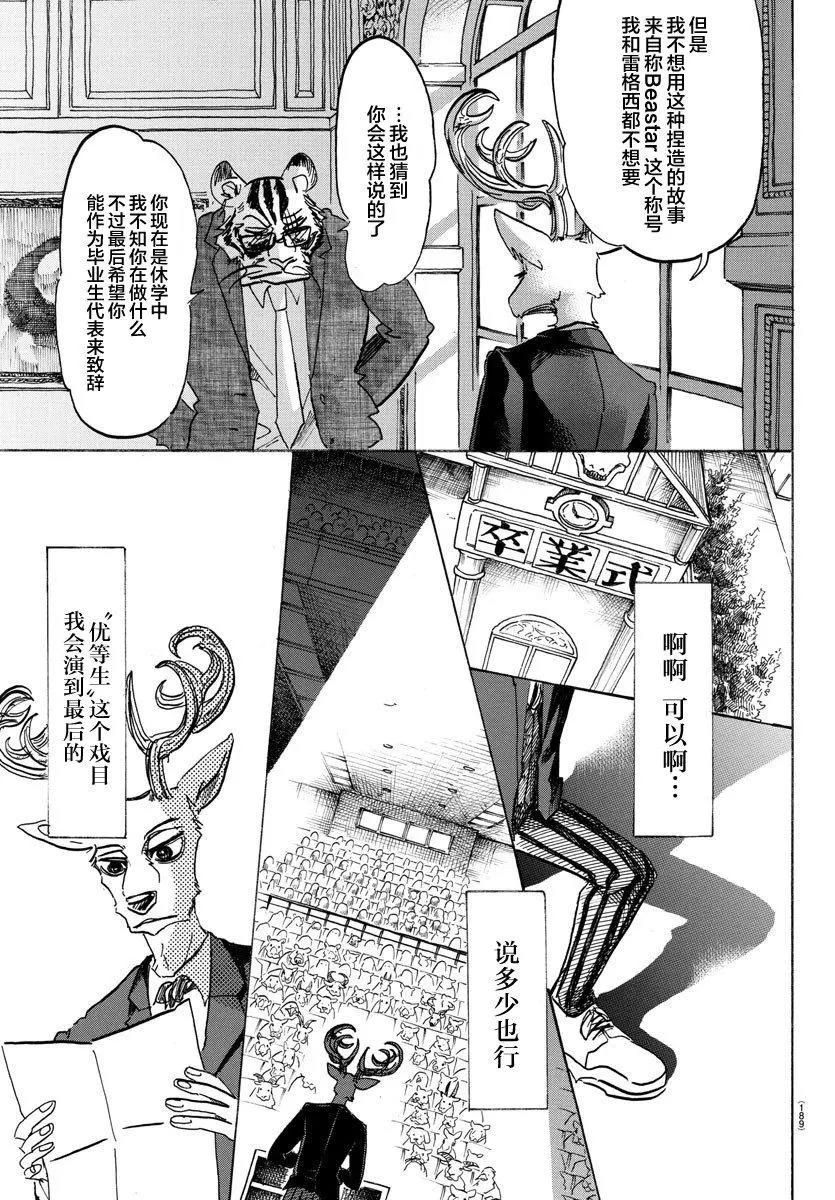 但是
我不想用这种捏造的故事
来自称Beastar 这个称号
我和雷格西都不想要
…我也猜到
你会这样说的了
你现在是休学中
我不知你在做什么
不过最后希望你
能作为毕业生代表来致辞
卒業式
啊啊 可以啊…
说多少也行
“优等生”这个戏目
我会演到最后的
(189)